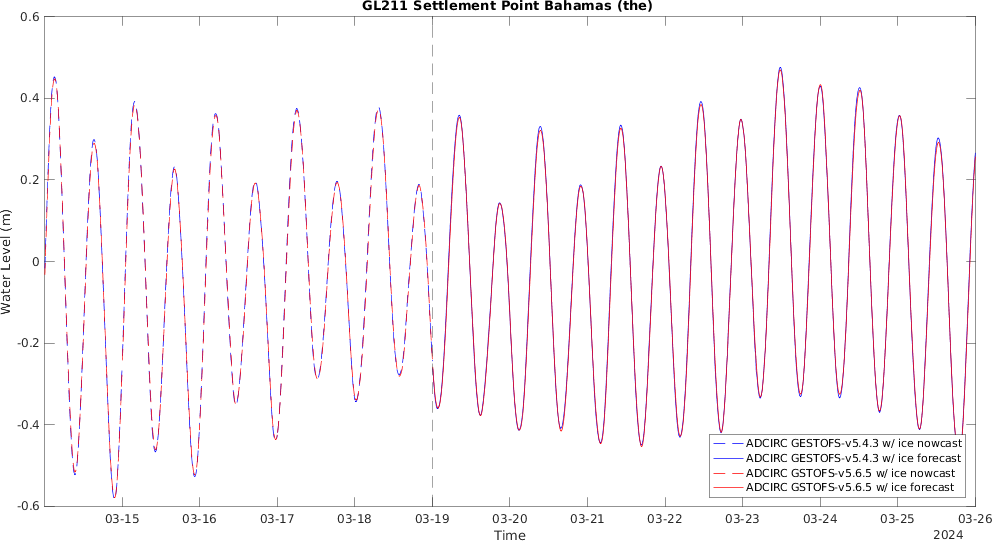 GL211 Settlement Point Bahamas (the)
0.6
0.4
0.2
0
-0.2
-0.4
-0.6
Water Level (m)
03-15 03-16 03-17 03-18 03-19 03-20 03-21 03-22 03-23 03-24 03-25 03-26
Time
2024
ADCIRC GESTOFS-v5.4.3 w/ ice nowcast
ADCIRC GESTOFS-v5.4.3 w/ ice forecast
ADCIRC GSTOFS-v5.6.5 w/ ice nowcast
ADCIRC GSTOFS-v5.6.5 w/ ice forecast